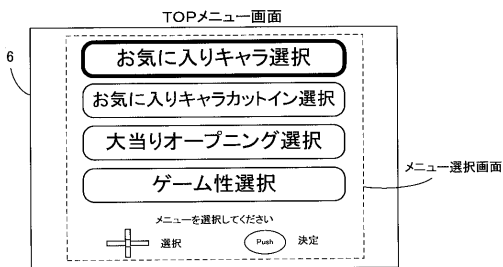 TOPメニュー画面
6
お気に入りキャラ選択
お気に入りキャラカットイン選択
大当りオープニング選択
ゲーム性選択
メニュー選択画面
メニューを選択してください
選択 Push 決定